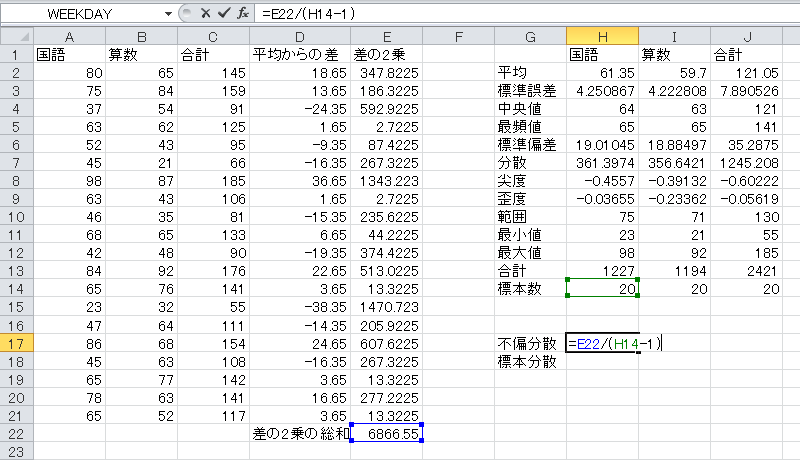 WEEKDAY =E22/(H14-1)
A B C D E F G H I J
1 国語 算数 合計 平均からの差 差の2乗 国語 算数 合計
2 80 65 145 18.65 347.8225 平均 61.35 59.7 121.05
3 75 84 159 13.65 186.3225 標準誤差 4.250867 4.222808 7.890526
4 37 54 91 -24.35 592.9225 中央値 64 63 121
5 63 62 125 1.65 2.7225 最頻値 65 65 141
6 52 43 95 -9.35 87.4225 標準偏差 19.01045 18.88497 35.2875
7 45 21 66 -16.35 267.3225 分散 361.3974 356.6421 1245.208
8 98 87 185 36.65 1343.223 尖度 -0.4557 -0.39132 -0.60222
9 63 43 106 1.65 2.7225 歪度 -0.03655 -0.23362 -0.05619
10 46 35 81 -15.35 235.6225 範囲 75 71 130
11 68 65 133 6.65 44.2225 最小値 23 21 55
12 42 48 90 -19.35 374.4225 最大値 98 92 185
13 84 92 176 22.65 513.0225 合計 1227 1194 2421
14 65 76 141 3.65 13.3225 標本数 20 20 20
15 23 32 55 -38.35 1470.723
16 47 64 111 -14.35 205.9225
17 86 68 154 24.65 607.6225 不偏分散 =E22/(H14-1)
18 45 63 108 -16.35 267.3225 標本分散
19 65 77 142 3.65 13.3225
20 78 63 141 16.65 277.2225
21 65 52 117 3.65 13.3225
22 差の2乗の総和 6866.55
23